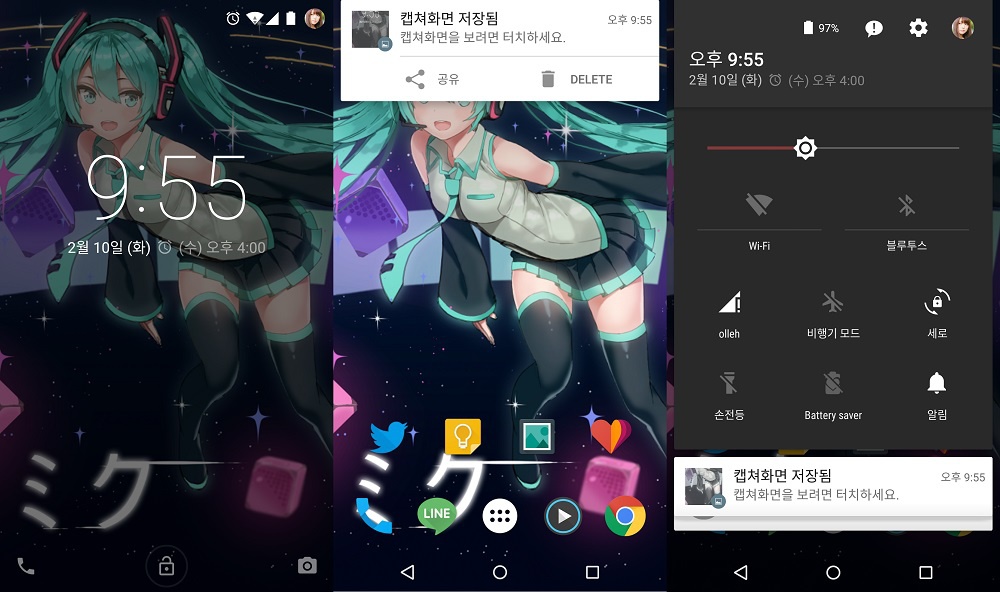 9:55
2월 10일 (화) (수) 오후 4:00
ミク
캡쳐화면 저장됨 오후 9:55
캡쳐화면을 보려면 터치하세요.
공유 DELETE
ミク
LINE
97%
오후 9:55
2월 10일 (화) (수) 오후 4:00
Wi-Fi 블루투스
olleh 비행기 모드 세로
손전등 Battery saver 알림
캡쳐화면 저장됨 오후 9:55
캡쳐화면을 보려면 터치하세요.